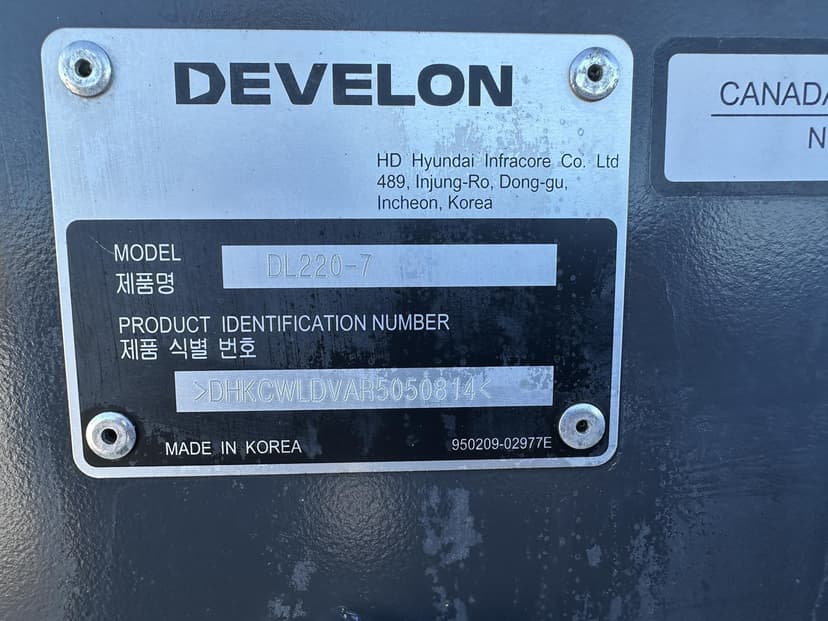 DEVELON
HD Hyundai Infracore Co. Ltd
489, Injung-Ro, Dong-gu,
Incheon, Korea
MODEL
제품명
DL220-7
PRODUCT IDENTIFICATION NUMBER
제품 식별 번호
>DHKCWLDVAR5050814<
MADE IN KOREA
950209-02977E
CANADA